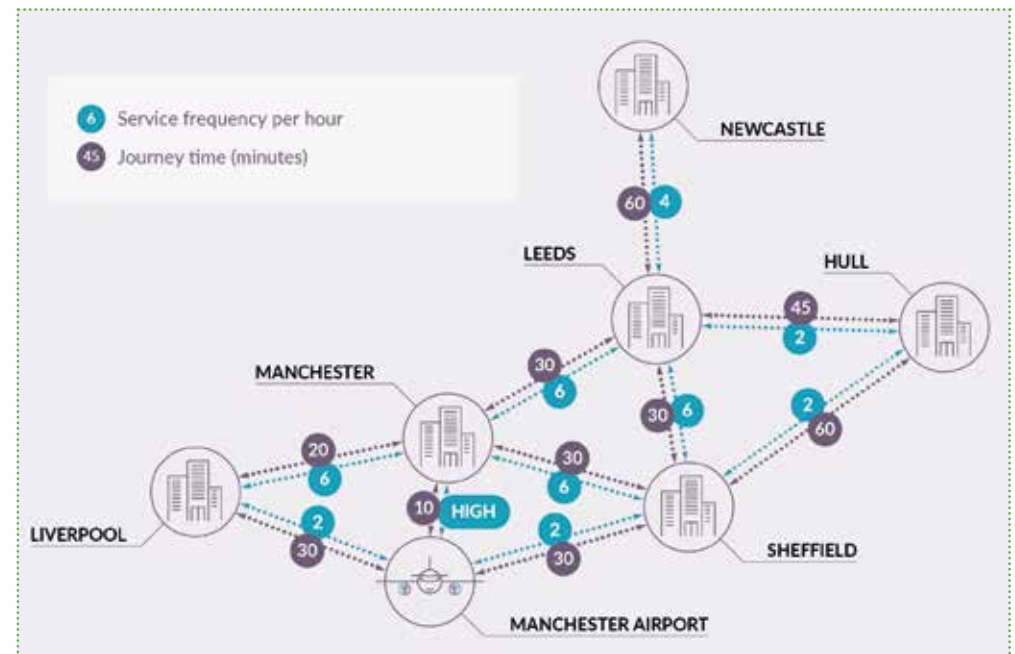 6 Service frequency per hour
45 Journey time (minutes)
NEWCASTLE
60 4
LEEDS
HULL
45
2
30
6
MANCHESTER
30 6
2
60
20
6
30
6
10 HIGH
2
30
2
30
LIVERPOOL
SHEFFIELD
MANCHESTER AIRPORT